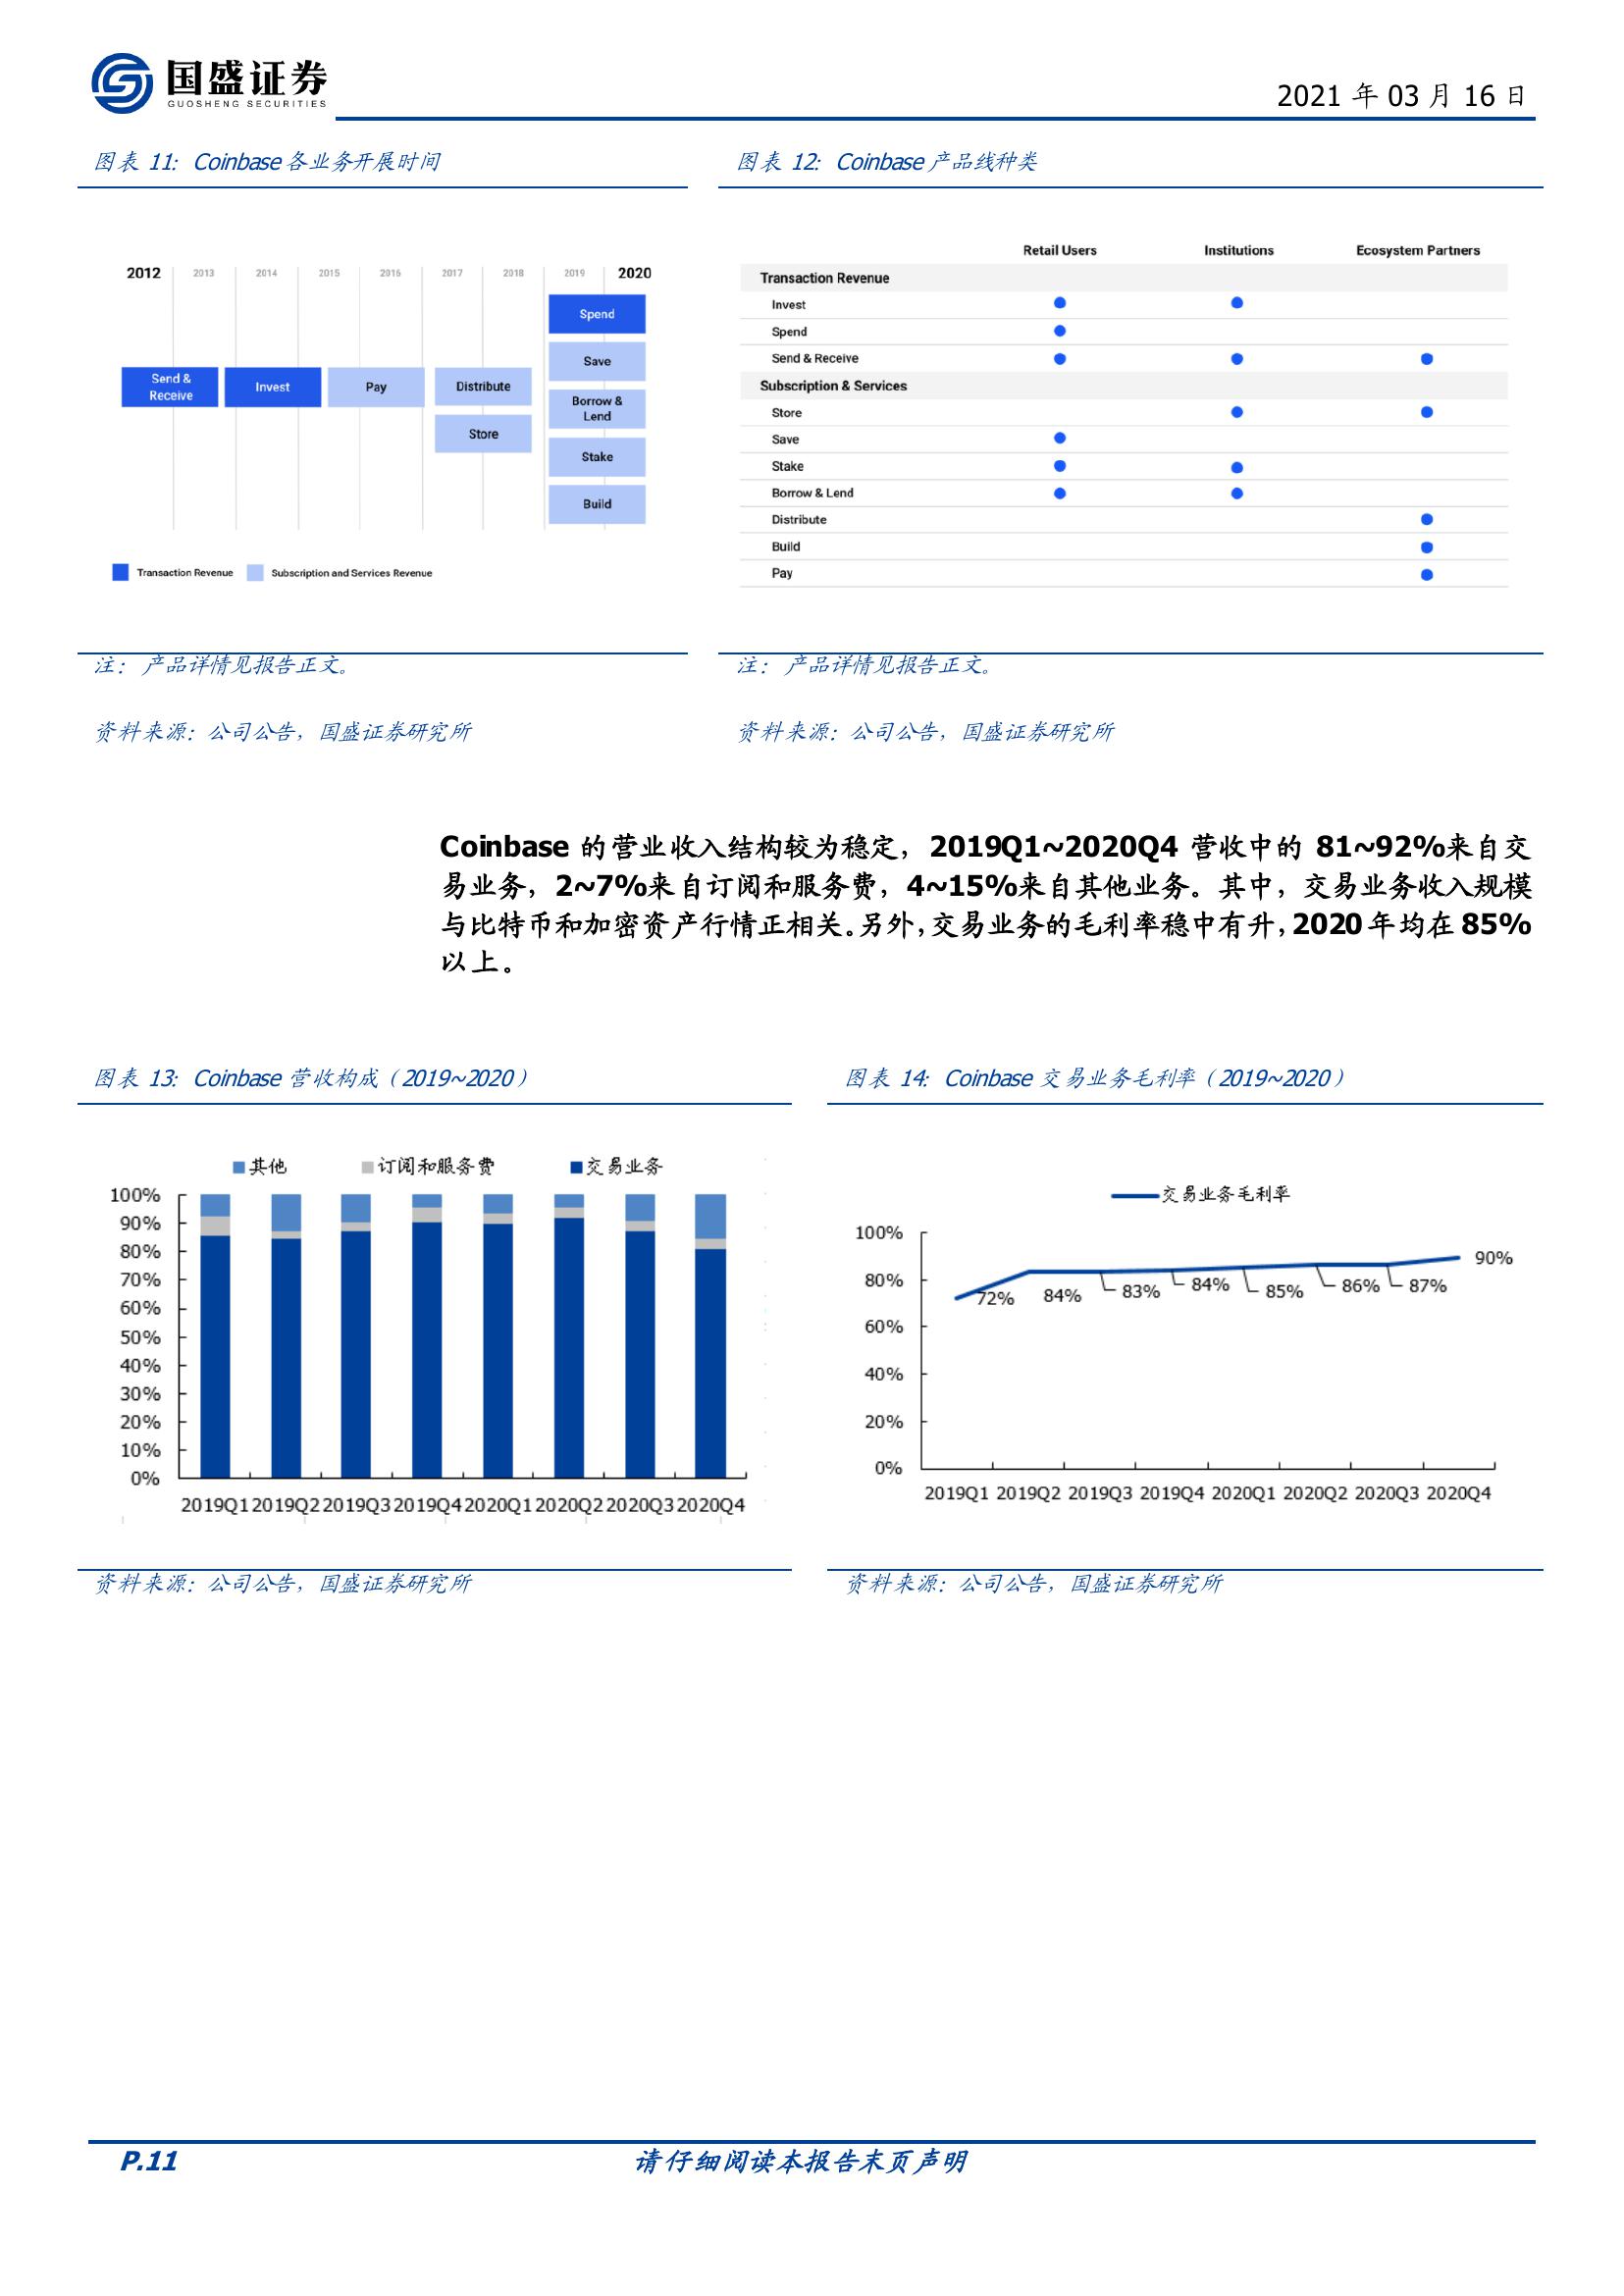 国盛证券
GUOSHENG SECURITIES
2021 年 03 月 16 日
图表 11: Coinbase 各业务开展时间
2012 2013 2014 2015 2016 2017 2018 2019 2020
Spend
Save
Send &
Receive
Invest
Pay
Distribute
Borrow &
Lend
Store
Stake
Build
Transaction Revenue
Subscription and Services Revenue
注：产品详情见报告正文。
资料来源：公司公告，国盛证券研究所
图表 12: Coinbase 产品线种类
Retail Users Institutions Ecosystem Partners
Transaction Revenue
Invest
Spend
Send & Receive
Subscription & Services
Store
Save
Stake
Borrow & Lend
Distribute
Build
Pay
注：产品详情见报告正文。
资料来源：公司公告，国盛证券研究所
Coinbase 的营业收入结构较为稳定，2019Q1~2020Q4 营收中的 81~92%来自交
易业务，2~7%来自订阅和服务费，4~15%来自其他业务。其中，交易业务收入规模
与比特币和加密资产行情正相关。另外，交易业务的毛利率稳中有升，2020 年均在 85%
以上。
图表 13: Coinbase 营收构成（2019~2020）
其他 订阅和服务费 交易业务
100%
90%
80%
70%
60%
50%
40%
30%
20%
10%
0%
2019Q1 2019Q2 2019Q3 2019Q4 2020Q1 2020Q2 2020Q3 2020Q4
资料来源：公司公告，国盛证券研究所
图表 14: Coinbase 交易业务毛利率（2019~2020）
交易业务毛利率
100%
80%
60%
40%
20%
0%
72% 84% 83% 84% 85% 86% 87% 90%
2019Q1 2019Q2 2019Q3 2019Q4 2020Q1 2020Q2 2020Q3 2020Q4
资料来源：公司公告，国盛证券研究所
P.11
请仔细阅读本报告末页声明